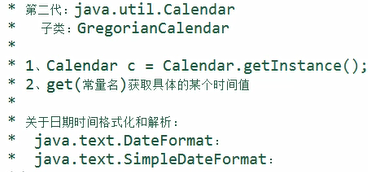 * 第二代：java.util.Calendar
* 子类：GregorianCalendar
*
* 1、Calendar c = Calendar.getInstance();
* 2、get(常量名)获取具体的某个时间值
*
* 关于日期时间格式化和解析：
* java.text.DateFormat：
* java.text.SimpleDateFormat：